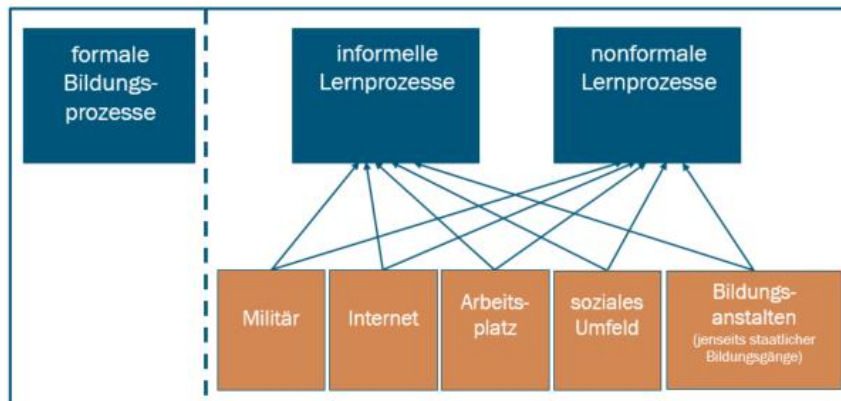 formale
Bildungs-
prozesse
informelle
Lernprozesse
nonformale
Lernprozesse
Militär
Internet
Arbeits-
platz
soziales
Umfeld
Bildungs-
anstalten
(jenseits staatlicher
Bildungsgänge)